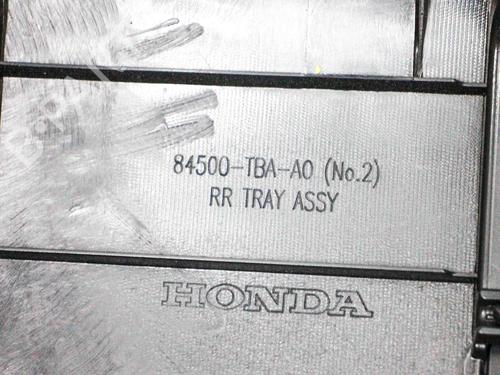 84500-TBA-A0 (No.2)
RR TRAY ASSY
HONDA